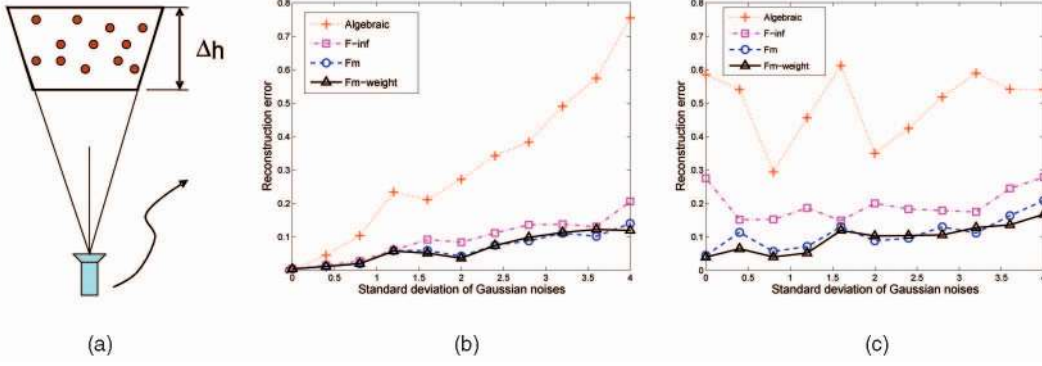 Δh
(a)
Reconstruction error
0.8
0.7
0.6
0.5
0.4
0.3
0.2
0.1
0
Algebraic
F-inf
Fm
Fm-weight
0 0.5 1 1.5 2 2.5 3 3.5 4
Standard deviation of Gaussian noises
(b)
Reconstruction error
0.8
0.7
0.6
0.5
0.4
0.3
0.2
0.1
0
Algebraic
F-inf
Fm
Fm-weight
0 0.5 1 1.5 2 2.5 3 3.5 4
Standard deviation of Gaussian noises
(c)